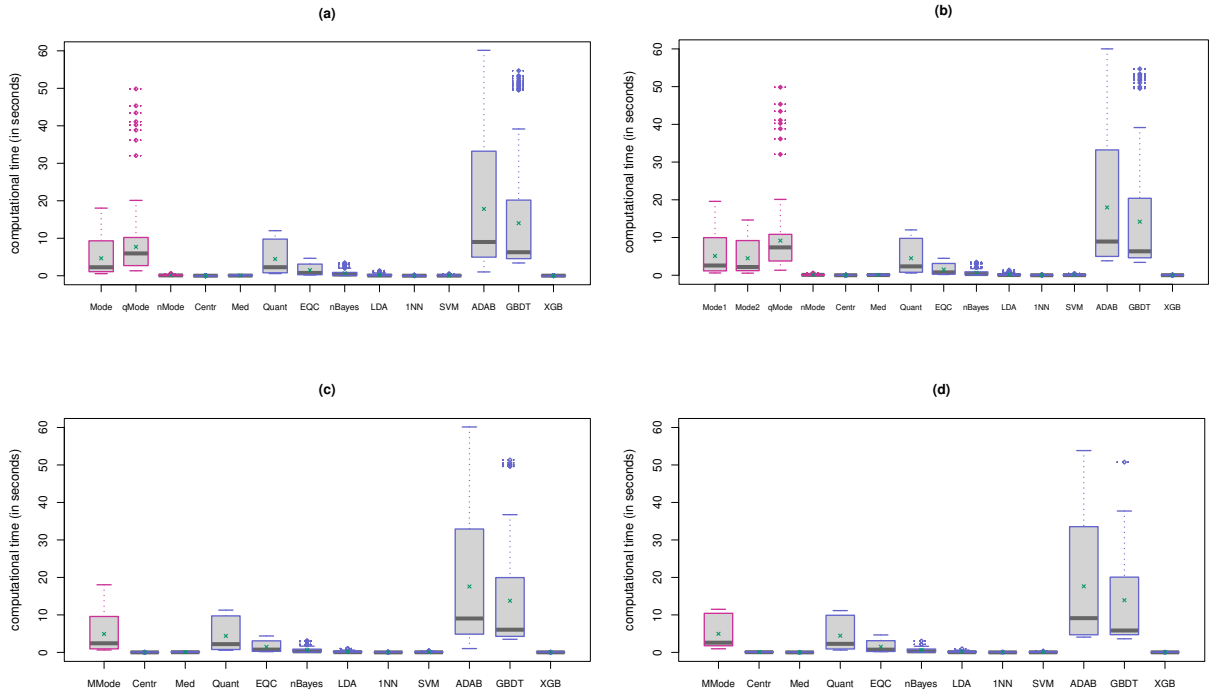 (a)
computational time (in seconds)
60
50
40
30
20
10
0
Mode qMode nMode Centr Med Quant EQC nBayes LDA 1NN SVM ADAB GBDT XGB
(b)
computational time (in seconds)
60
50
40
30
20
10
0
Mode1 Mode2 qMode nMode Centr Med Quant EQC nBayes LDA 1NN SVM ADAB GBDT XGB
(c)
computational time (in seconds)
60
50
40
30
20
10
0
MMode Centr Med Quant EQC nBayes LDA 1NN SVM ADAB GBDT XGB
(d)
computational time (in seconds)
60
50
40
30
20
10
0
MMode Centr Med Quant EQC nBayes LDA 1NN SVM ADAB GBDT XGB